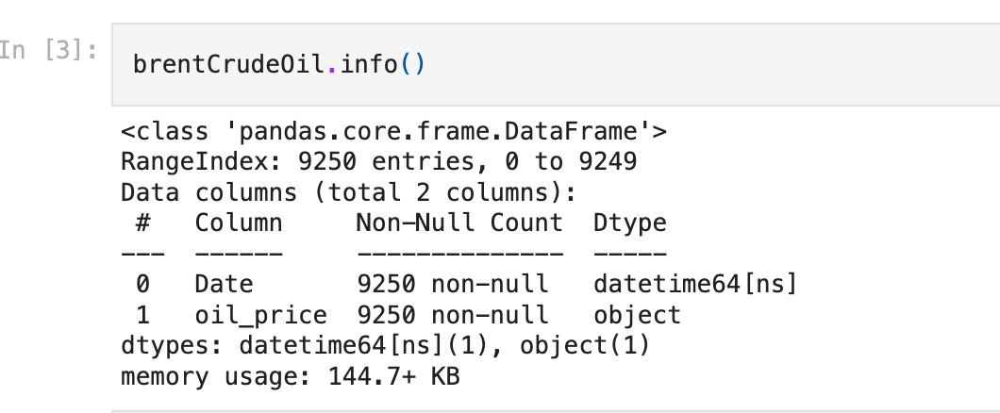 In [3]:
brentCrudeOil.info()
<class 'pandas.core.frame.DataFrame'>
RangeIndex: 9250 entries, 0 to 9249
Data columns (total 2 columns):
 #   Column     Non-Null Count  Dtype
---  ------     --------------  -----
 0   Date       9250 non-null   datetime64[ns]
 1   oil_price  9250 non-null   object
dtypes: datetime64[ns](1), object(1)
memory usage: 144.7+ KB